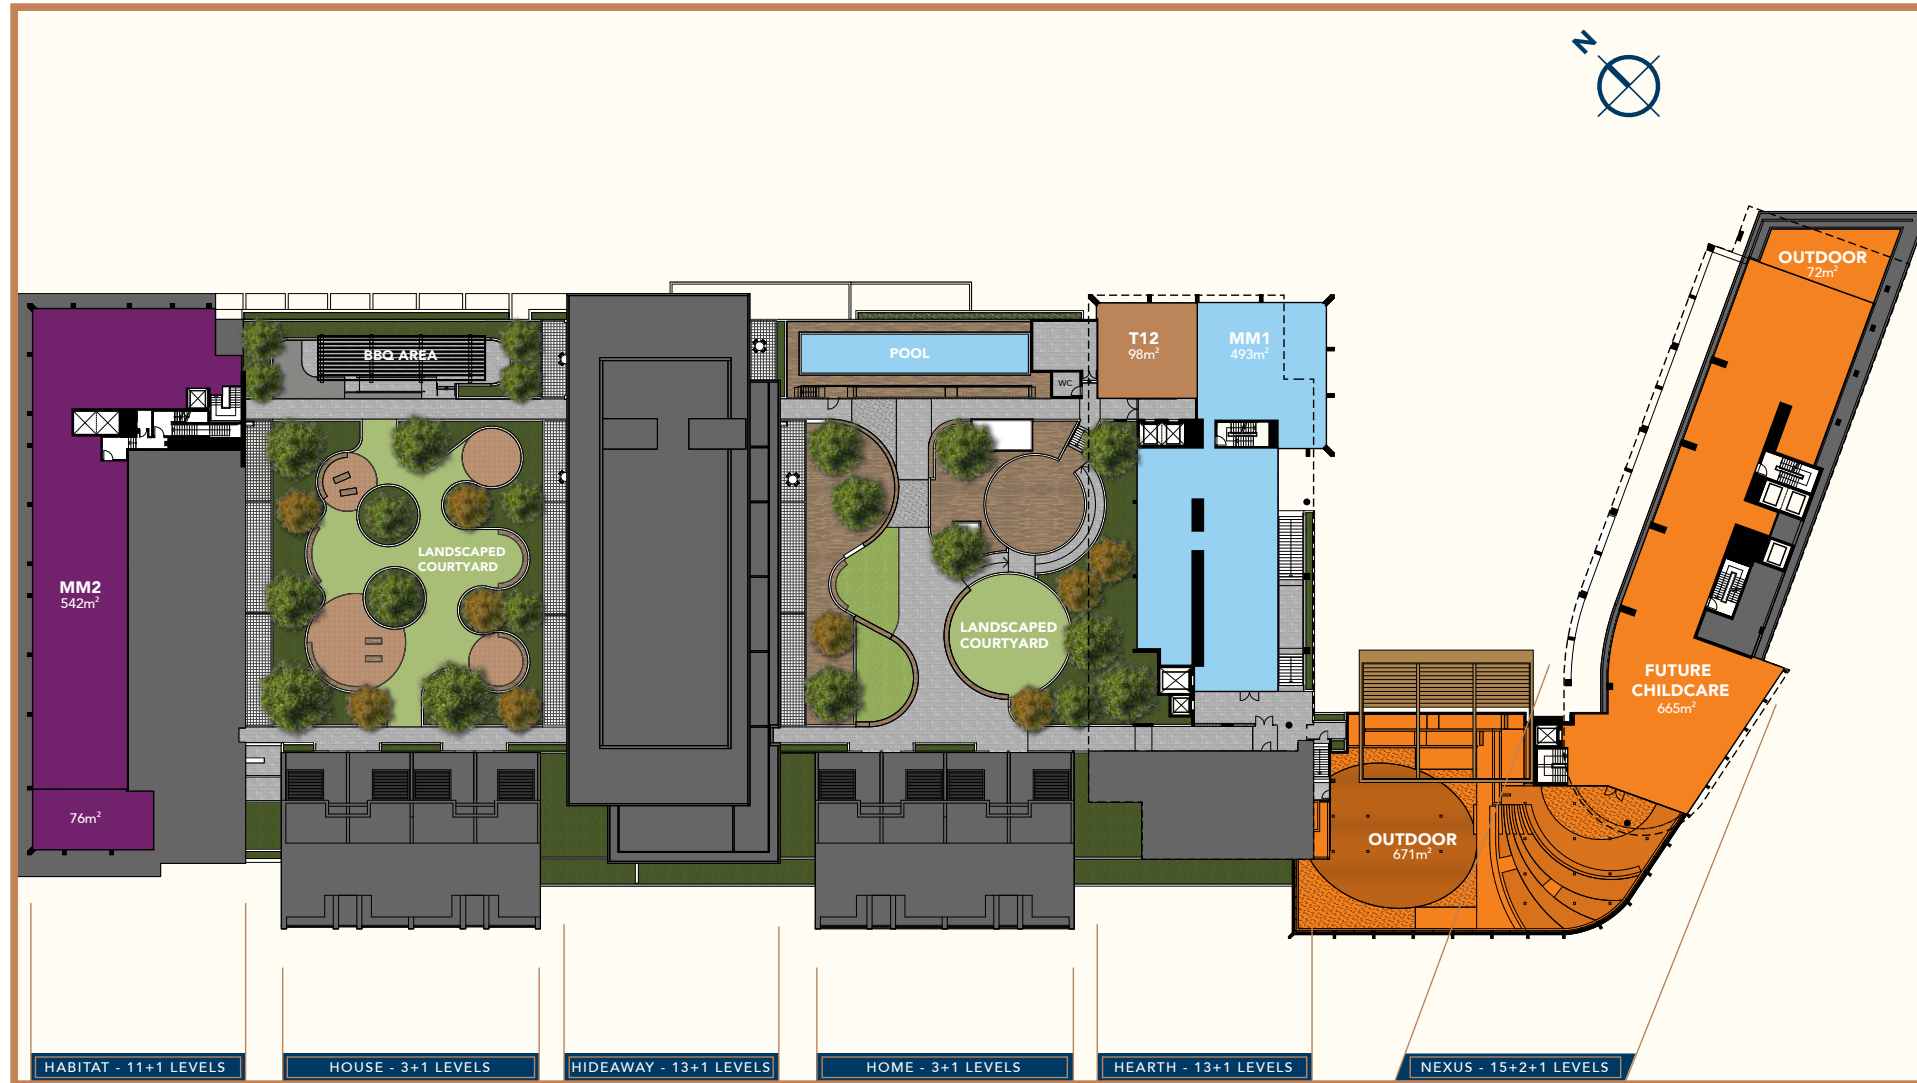 N
OUTDOOR
72m²
T12
98m²
MM1
493m²
BBQ AREA
POOL
WC
LANDSCAPED
COURTYARD
MM2
542m²
LANDSCAPED
COURTYARD
FUTURE
CHILDCARE
665m²
76m²
OUTDOOR
671m²
HABITAT - 11+1 LEVELS
HOUSE - 3+1 LEVELS
HIDEAWAY - 13+1 LEVELS
HOME - 3+1 LEVELS
HEARTH - 13+1 LEVELS
NEXUS - 15+2+1 LEVELS